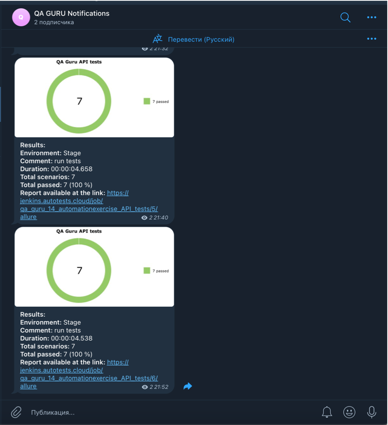 QA GURU Notifications
2 подписчика
Перевести (Русский)
2 21:32
QA Guru API tests
7
7 passed
Results:
Environment: Stage
Comment: run tests
Duration: 00:00:04.658
Total scenarios: 7
Total passed: 7 (100 %)
Report available at the link: https://
jenkins.autotests.cloud/job/
qa_guru_14_automationexercise_API_tests/5/
allure
2 21:40
QA Guru API tests
7
7 passed
Results:
Environment: Stage
Comment: run tests
Duration: 00:00:04.538
Total scenarios: 7
Total passed: 7 (100 %)
Report available at the link: https://
jenkins.autotests.cloud/job/
qa_guru_14_automationexercise_API_tests/6/
allure
2 21:52
Публикация...